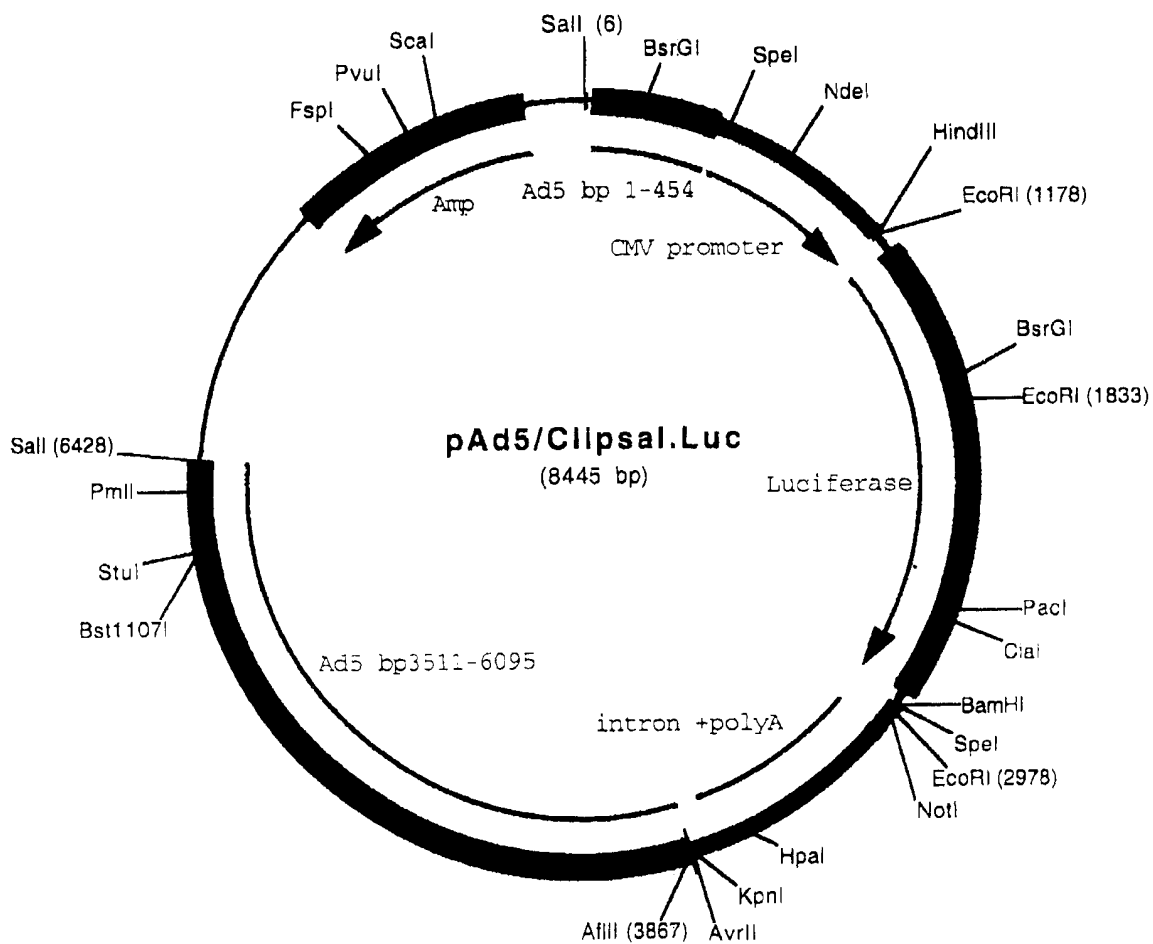 SalI (6)
ScaI
BsrGI
SpeI
PvuI
NdeI
FspI
HindIII
EcoRI (1178)
Amp
Ad5 bp 1-454
CMV promoter
BsrGI
EcoRI (1833)
pAd5/Clipsal.Luc
(8445 bp)
SalI (6428)
PmlI
Luciferase
StuI
Bst1107I
PacI
ClaI
Ad5 bp3511-6095
BamHI
intron +polyA
SpeI
EcoRI (2978)
NotI
HpaI
KpnI
AflII (3867)
AvrII